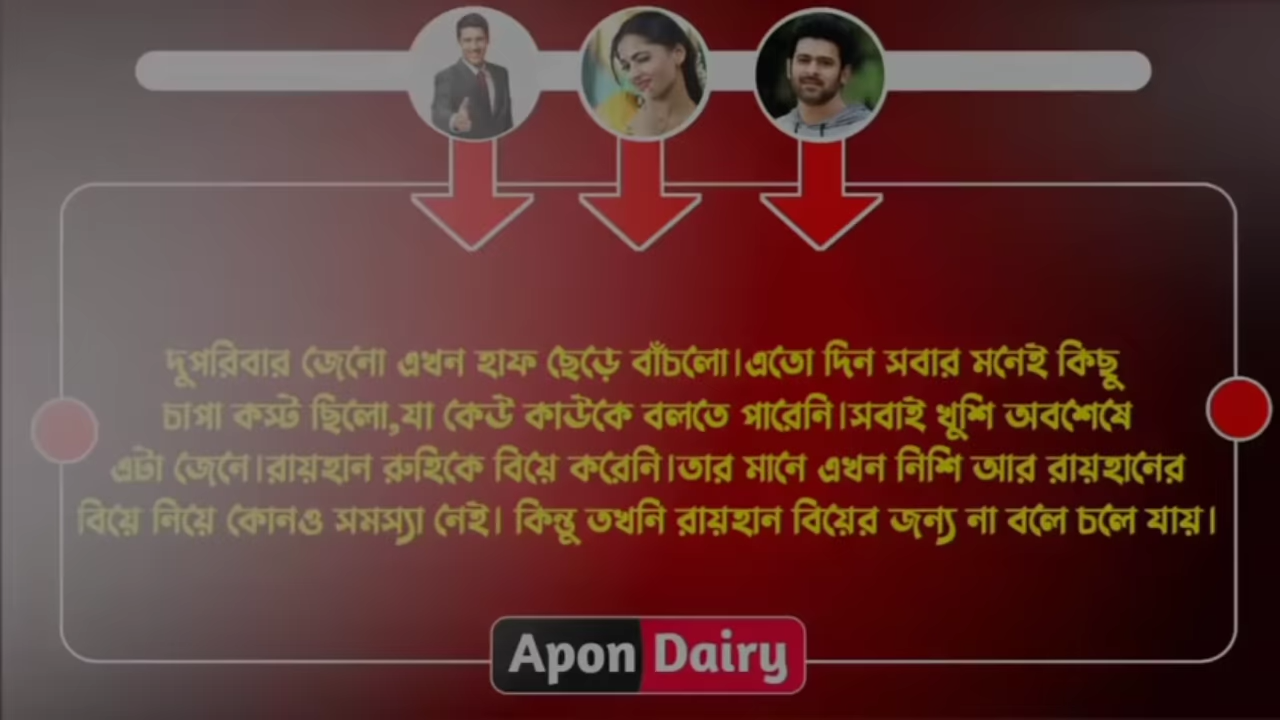 দুপরিবার জেনো এখন হাফ ছেড়ে বাঁচলো।এতো দিন সবার মনেই কিছু
চাপা কস্ট ছিলো,যা কেউ কাউকে বলতে পারেনি।সবাই খুশি অবশেষে
এটা জেনে।রায়হান রুহিকে বিয়ে করেনি।তার মানে এখন নিশি আর রায়হানের
বিয়ে নিয়ে কোনও সমস্যা নেই। কিন্তু তখনি রায়হান বিয়ের জন্য না বলে চলে যায়।
Apon Dairy